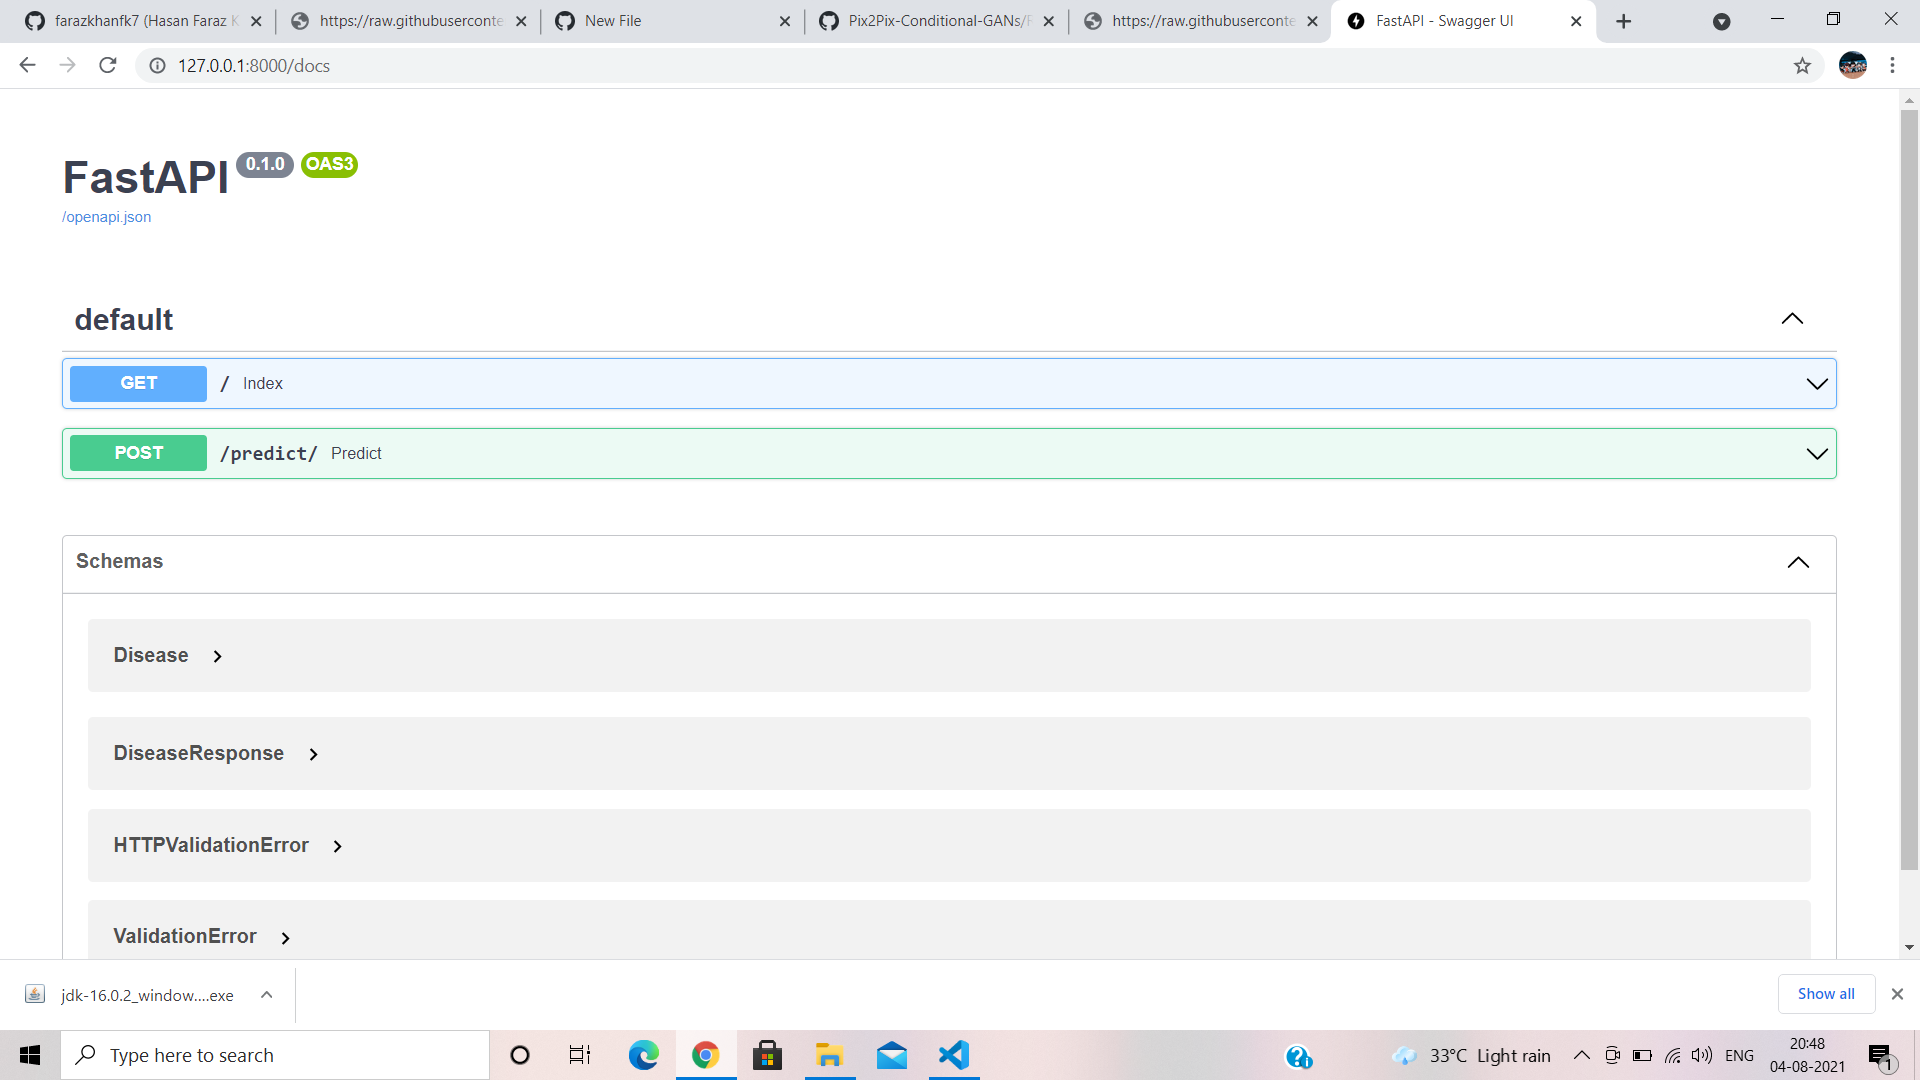 farazkhanfk7 (Hasan Faraz K
https://raw.githubuserconte
New File
Pix2Pix-Conditional-GANs/F
https://raw.githubuserconte
FastAPI - Swagger UI
127.0.0.1:8000/docs
FastAPI 0.1.0 OAS3
/openapi.json
default
GET / Index
POST /predict/ Predict
Schemas
Disease
DiseaseResponse
HTTPValidationError
ValidationError
jdk-16.0.2_window....exe
Show all
Type here to search
33°C Light rain
ENG
20:48
04-08-2021
1